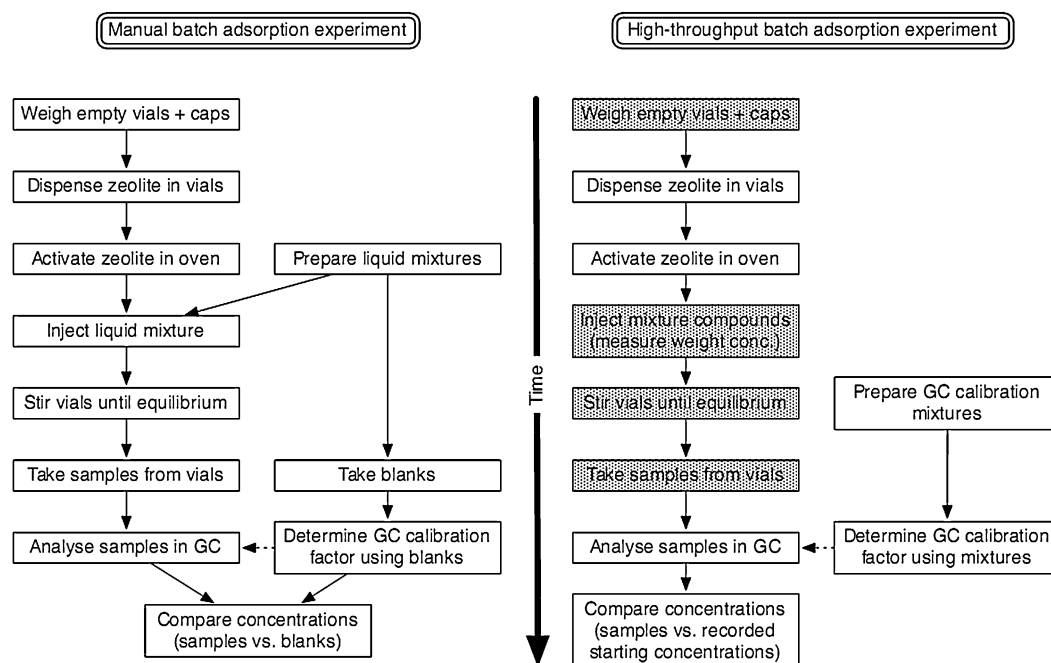 Manual batch adsorption experiment
Weigh empty vials + caps
Dispense zeolite in vials
Activate zeolite in oven
Prepare liquid mixtures
Inject liquid mixture
Stir vials until equilibrium
Take samples from vials
Take blanks
Analyse samples in GC
Determine GC calibration
factor using blanks
Compare concentrations
(samples vs. blanks)
Time
High-throughput batch adsorption experiment
Weigh empty vials + caps
Dispense zeolite in vials
Activate zeolite in oven
Inject mixture compounds
(measure weight conc.)
Stir vials until equilibrium
Prepare GC calibration
mixtures
Take samples from vials
Analyse samples in GC
Determine GC calibration
factor using mixtures
Compare concentrations
(samples vs. recorded
starting concentrations)